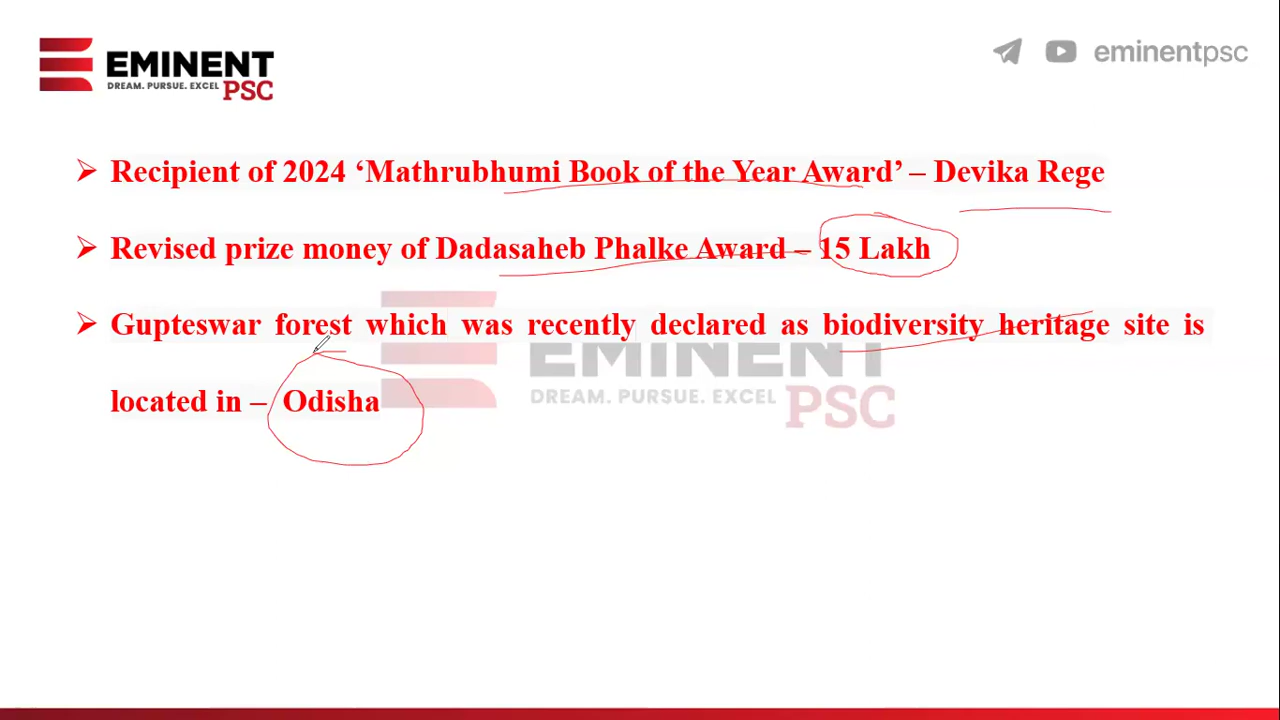 EMINENT
DREAM. PURSUE. EXCEL
PSC
eminentpsc
➢ Recipient of 2024 ‘Mathrubhumi Book of the Year Award’ – Devika Rege
➢ Revised prize money of Dadasaheb Phalke Award – 15 Lakh
➢ Gupteswar forest which was recently declared as biodiversity heritage site is
located in – Odisha
EMINENT
DREAM. PURSUE. EXCEL
PSC